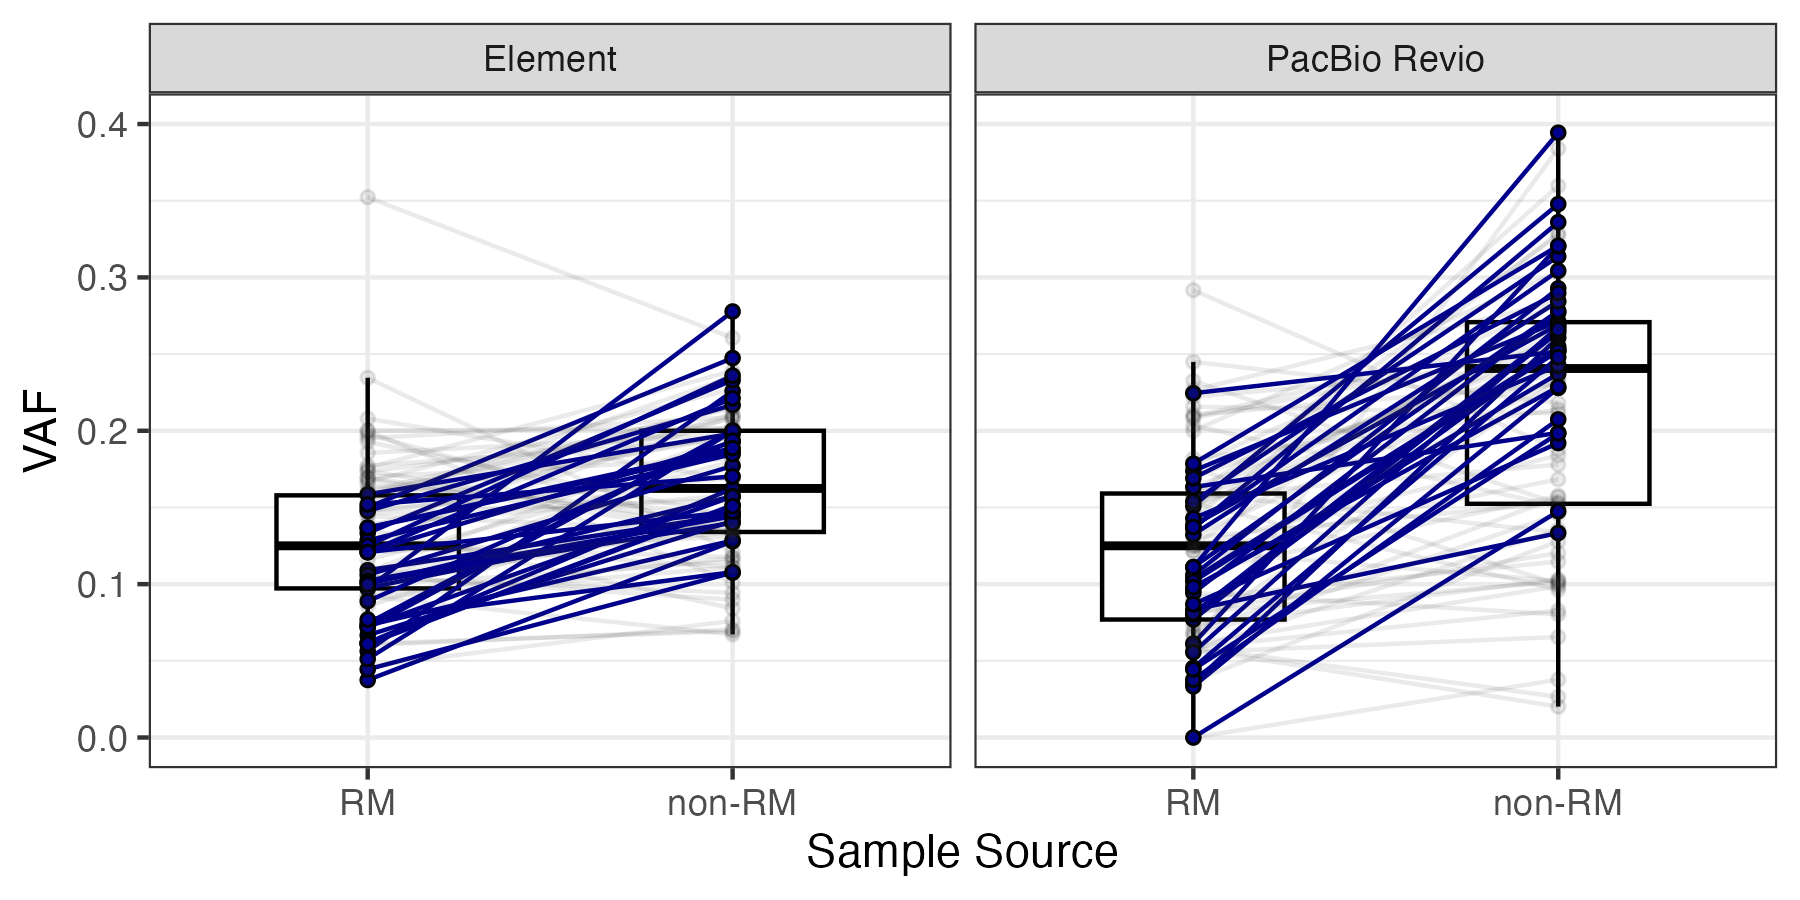 Element
PacBio Revio
VAF
0.4
0.3
0.2
0.1
0.0
RM
non-RM
RM
non-RM
Sample Source